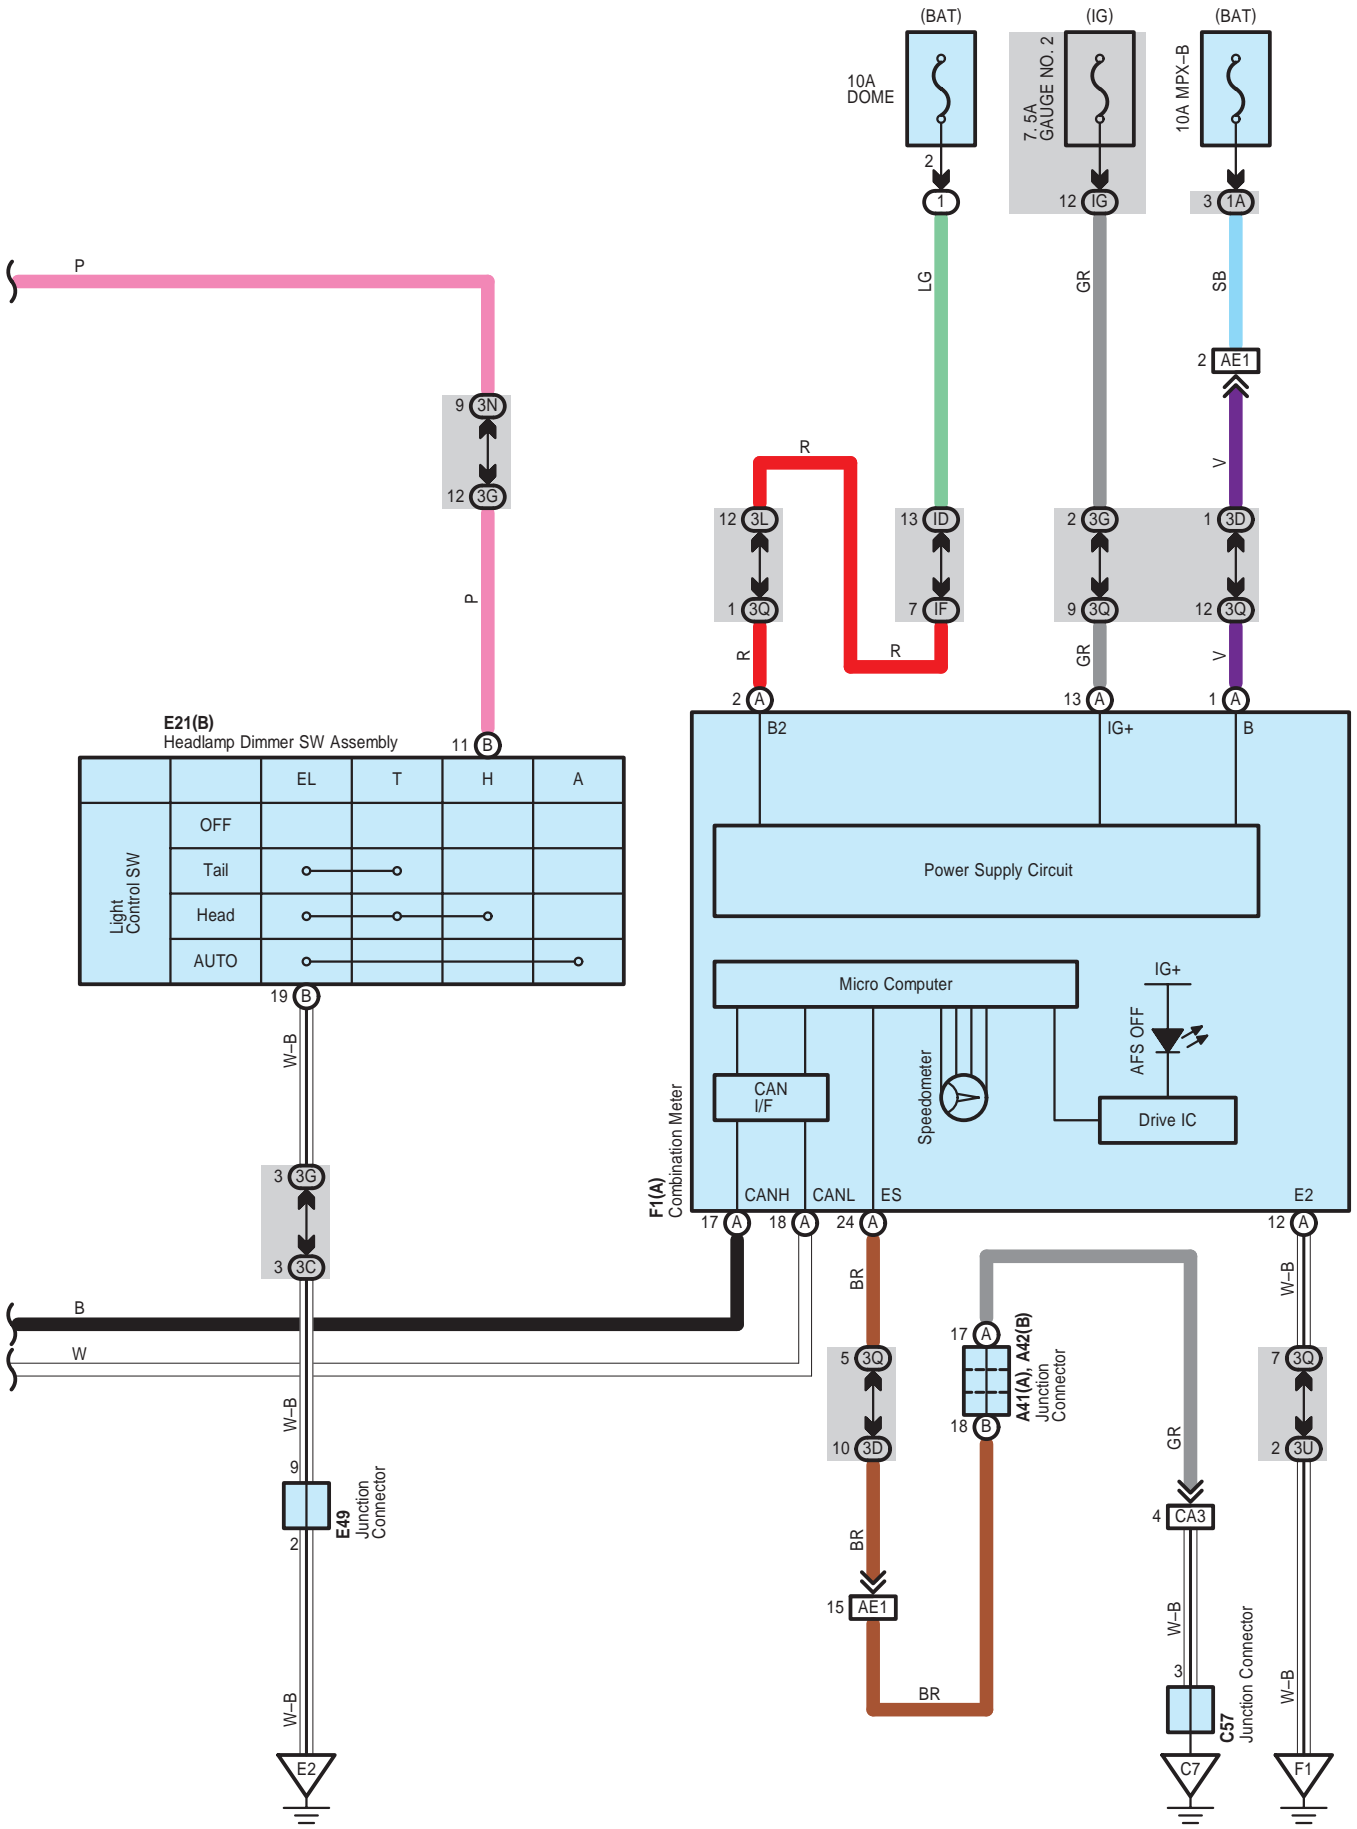 (BAT)
(IG)
(BAT)
10A
DOME
7. 5A
GAUGE NO. 2
10A MPX–B
2
1
12 IG
3 1A
P
LG
GR
SB
2 AE1
9 3N
R
V
12 3G
12 3L
13 ID
2 3G
1 3D
P
1 3Q
7 IF
9 3Q
12 3Q
R
R
GR
V
2 A
13 A
1 A
E21(B)
Headlamp Dimmer SW Assembly
11 B
B2
IG+
B
EL T H A
Light
Control SW
OFF
Tail
Head
AUTO
Power Supply Circuit
19 B
Micro Computer
IG+
AFS OFF
W–B
CAN
I/F
Speedometer
Drive IC
F1(A)
Combination Meter
3 3G
CANH
CANL
ES
E2
17 A
18 A
24 A
12 A
3 3C
BR
W–B
B
W
17 A
A41(A), A42(B)
Junction
Connector
5 3Q
7 3Q
W–B
18 B
GR
10 3D
2 3U
9
E49
Junction
Connector
2
4 CA3
BR
15 AE1
W–B
3
C57
Junction Connector
W–B
BR
W–B
E2
C7
F1